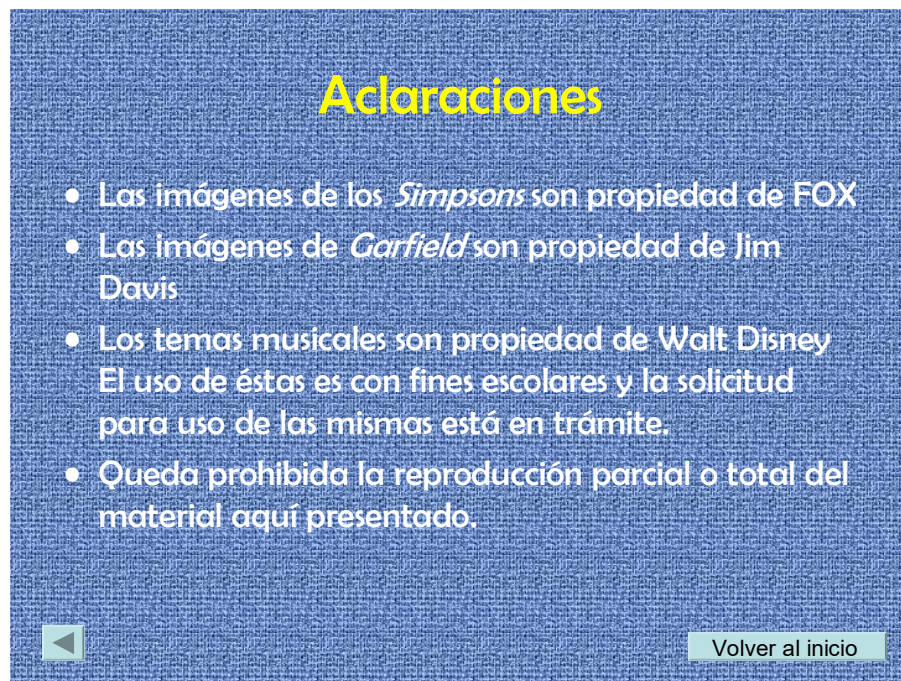 Aclaraciones
• Las imágenes de los Simpsons son propiedad de FOX
• Las imágenes de Garfield son propiedad de Jim
Davis
• Los temas musicales son propiedad de Walt Disney
El uso de éstas es con fines escolares y la solicitud
para uso de las mismas está en trámite.
• Queda prohibida la reproducción parcial o total del
material aquí presentado.
Volver al inicio